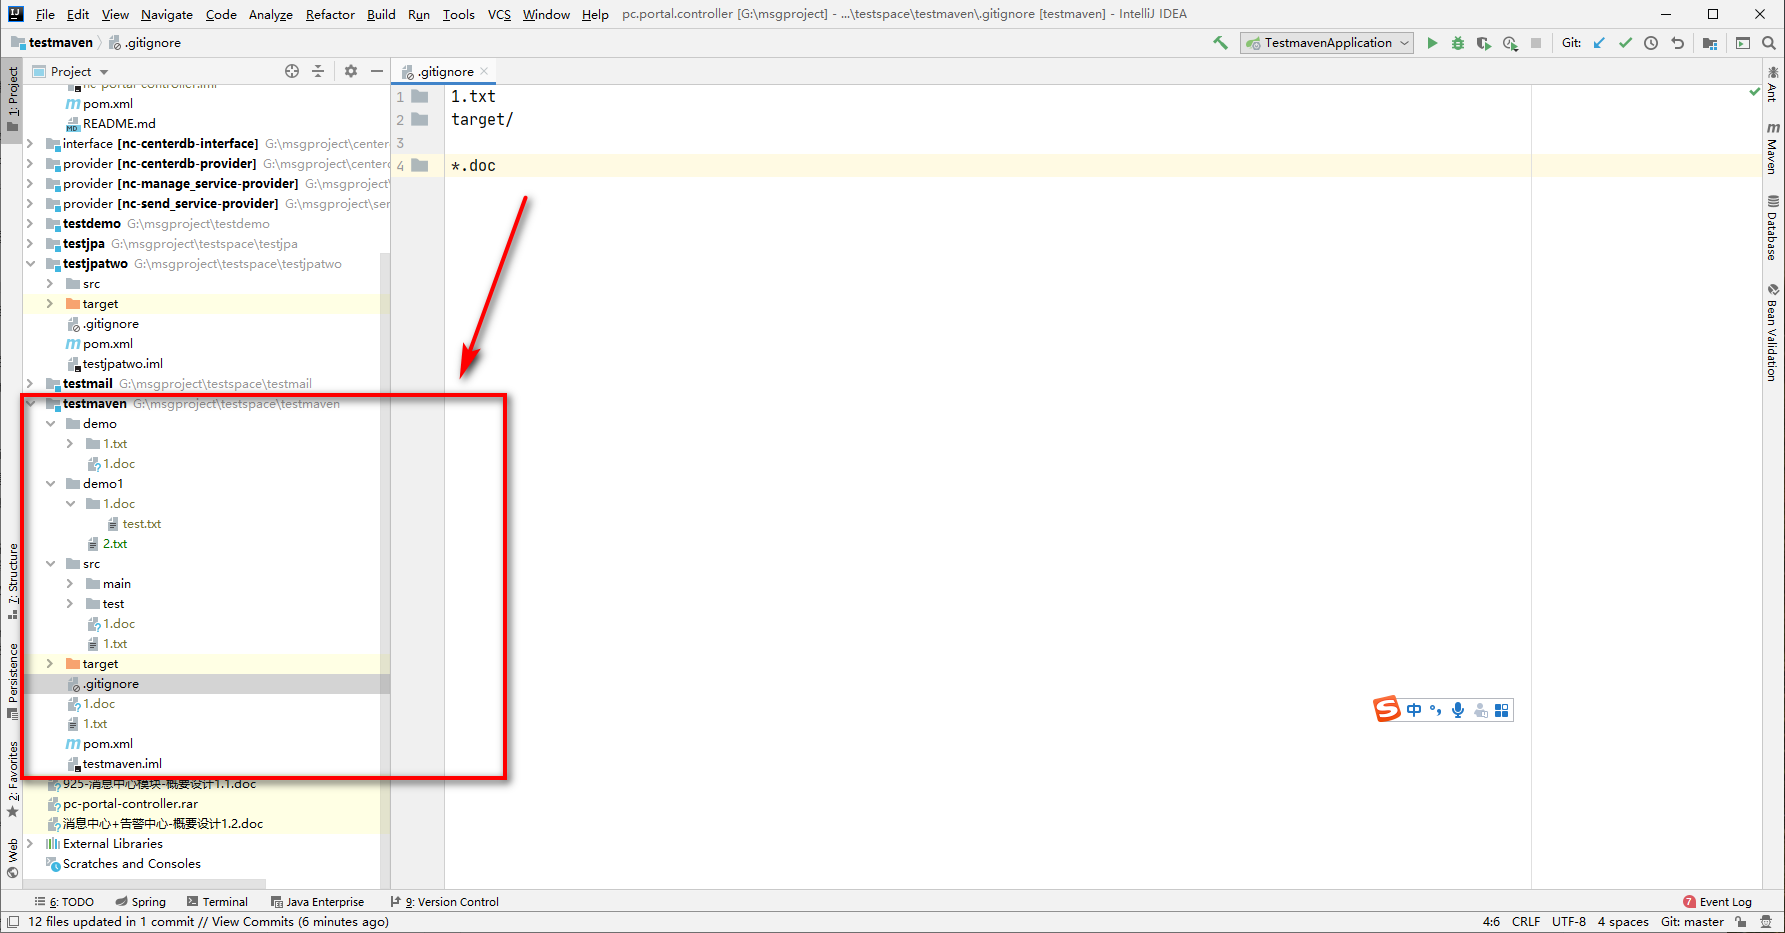 File Edit View Navigate Code Analyze Refactor Build Run Tools VCS Window Help pc.portal.controller [G:\msgproject] - ...\testspace\testmaven\.gitignore [testmaven] - IntelliJ IDEA
testmaven .gitignore TestmavenApplication Git:
Project
.gitignore
1: Project
7: Structure
Persistence
2: Favorites
Web
nc-portal-controller.iml
pom.xml
README.md
interface [nc-centerdb-interface] G:\msgproject\center
provider [nc-centerdb-provider] G:\msgproject\centerd
provider [nc-manage_service-provider] G:\msgproject\
provider [nc-send_service-provider] G:\msgproject\ser
testdemo G:\msgproject\testdemo
testjpa G:\msgproject\testspace\testjpa
testjpatwo G:\msgproject\testspace\testjpatwo
src
target
.gitignore
pom.xml
testjpatwo.iml
testmail G:\msgproject\testspace\testmail
testmaven G:\msgproject\testspace\testmaven
demo
1.txt
1.doc
demo1
1.doc
test.txt
2.txt
src
main
test
1.doc
1.txt
target
.gitignore
1.doc
1.txt
pom.xml
testmaven.iml
925-消息中心模块-概要设计1.1.doc
pc-portal-controller.rar
消息中心+告警中心-概要设计1.2.doc
External Libraries
Scratches and Consoles
1 1.txt
2 target/
3
4 *.doc
Ant
Maven
Database
Bean Validation
中
6: TODO Spring Terminal Java Enterprise 9: Version Control 7 Event Log
12 files updated in 1 commit // View Commits (6 minutes ago) 4:6 CRLF UTF-8 4 spaces Git: master